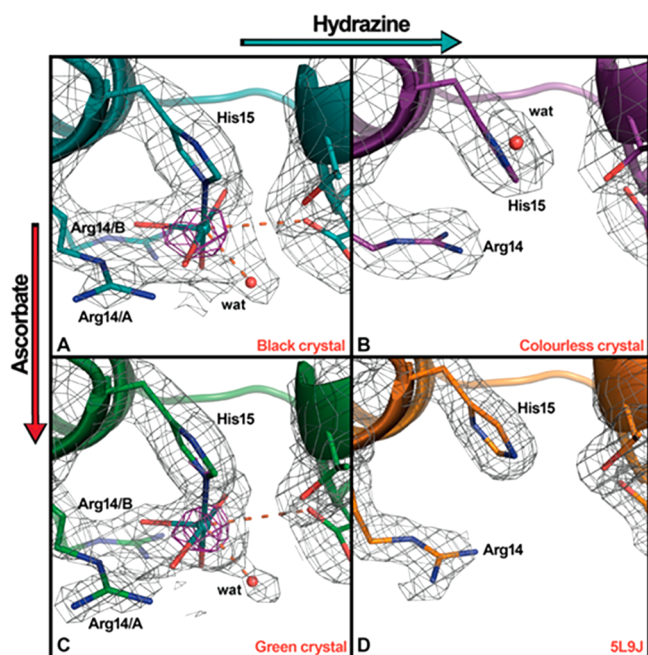 Hydrazine
Ascorbate
His15
Arg14/B
Arg14/A
wat
A
Black crystal
wat
His15
Arg14
B
Colourless crystal
His15
Arg14/B
wat
Arg14/A
C
Green crystal
His15
Arg14
D
5L9J